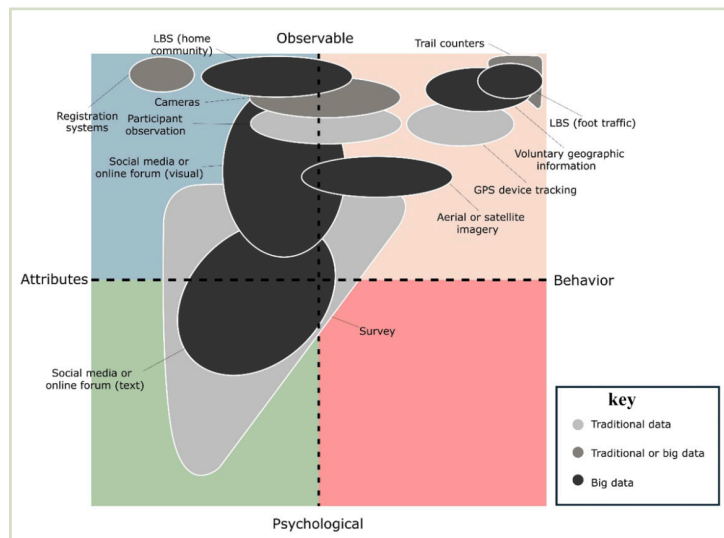 LBS (home
community)
Observable
Trail counters
Registration
systems
Cameras
Participant
observation
LBS (foot traffic)
Social media or
online forum (visual)
Voluntary geographic
information
GPS device tracking
Aerial or satellite
imagery
Attributes
Behavior
Survey
Social media or
online forum (text)
key
Traditional data
Traditional or big data
Big data
Psychological